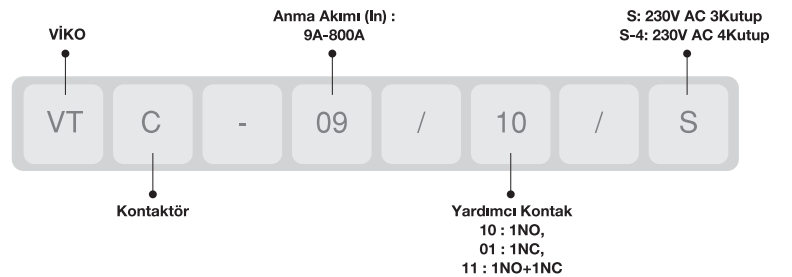 VİKO
Anma Akımı (In) :
9A-800A
S: 230V AC 3Kutup
S-4: 230V AC 4Kutup
VT C - 09 / 10 / S
Kontaktör
Yardımcı Kontak
10 : 1NO,
01 : 1NC,
11 : 1NO+1NC